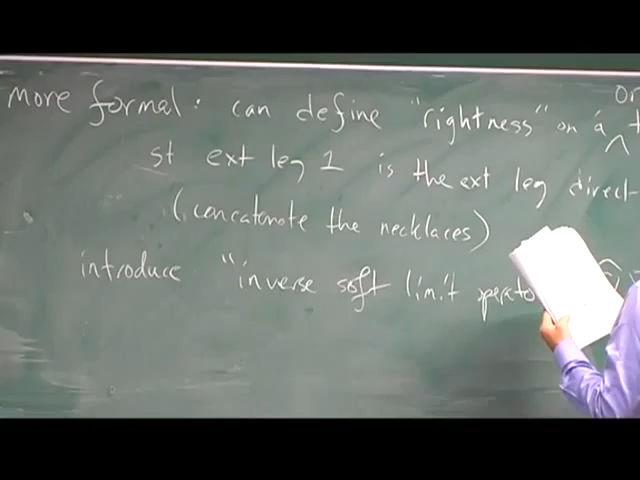 more formal: can define "rightness" on a
st ext leg 1 is the ext leg direct-
(concatenate the necklaces)
introduce "inverse soft limit operato